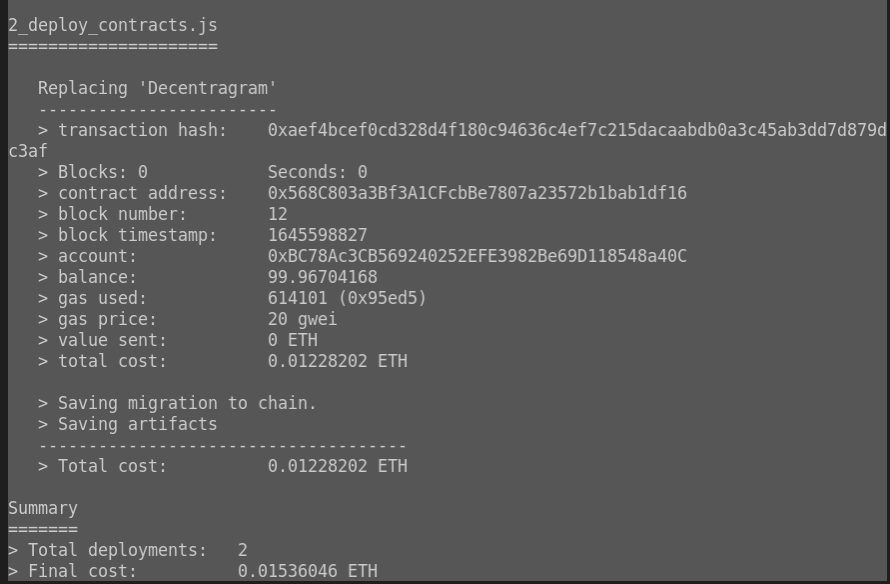 2_deploy_contracts.js
=====================
Replacing 'Decentragram'
------------------------
> transaction hash:    0xaef4bcef0cd328d4f180c94636c4ef7c215dacaabdb0a3c45ab3dd7d879d
c3af
> Blocks: 0            Seconds: 0
> contract address:    0x568C803a3Bf3A1CFcbBe7807a23572b1bab1df16
> block number:        12
> block timestamp:     1645598827
> account:             0xBC78Ac3CB569240252EFE3982Be69D118548a40C
> balance:             99.96704168
> gas used:            614101 (0x95ed5)
> gas price:           20 gwei
> value sent:          0 ETH
> total cost:          0.01228202 ETH
> Saving migration to chain.
> Saving artifacts
-------------------------------------
> Total cost:          0.01228202 ETH
Summary
=======
> Total deployments:   2
> Final cost:          0.01536046 ETH